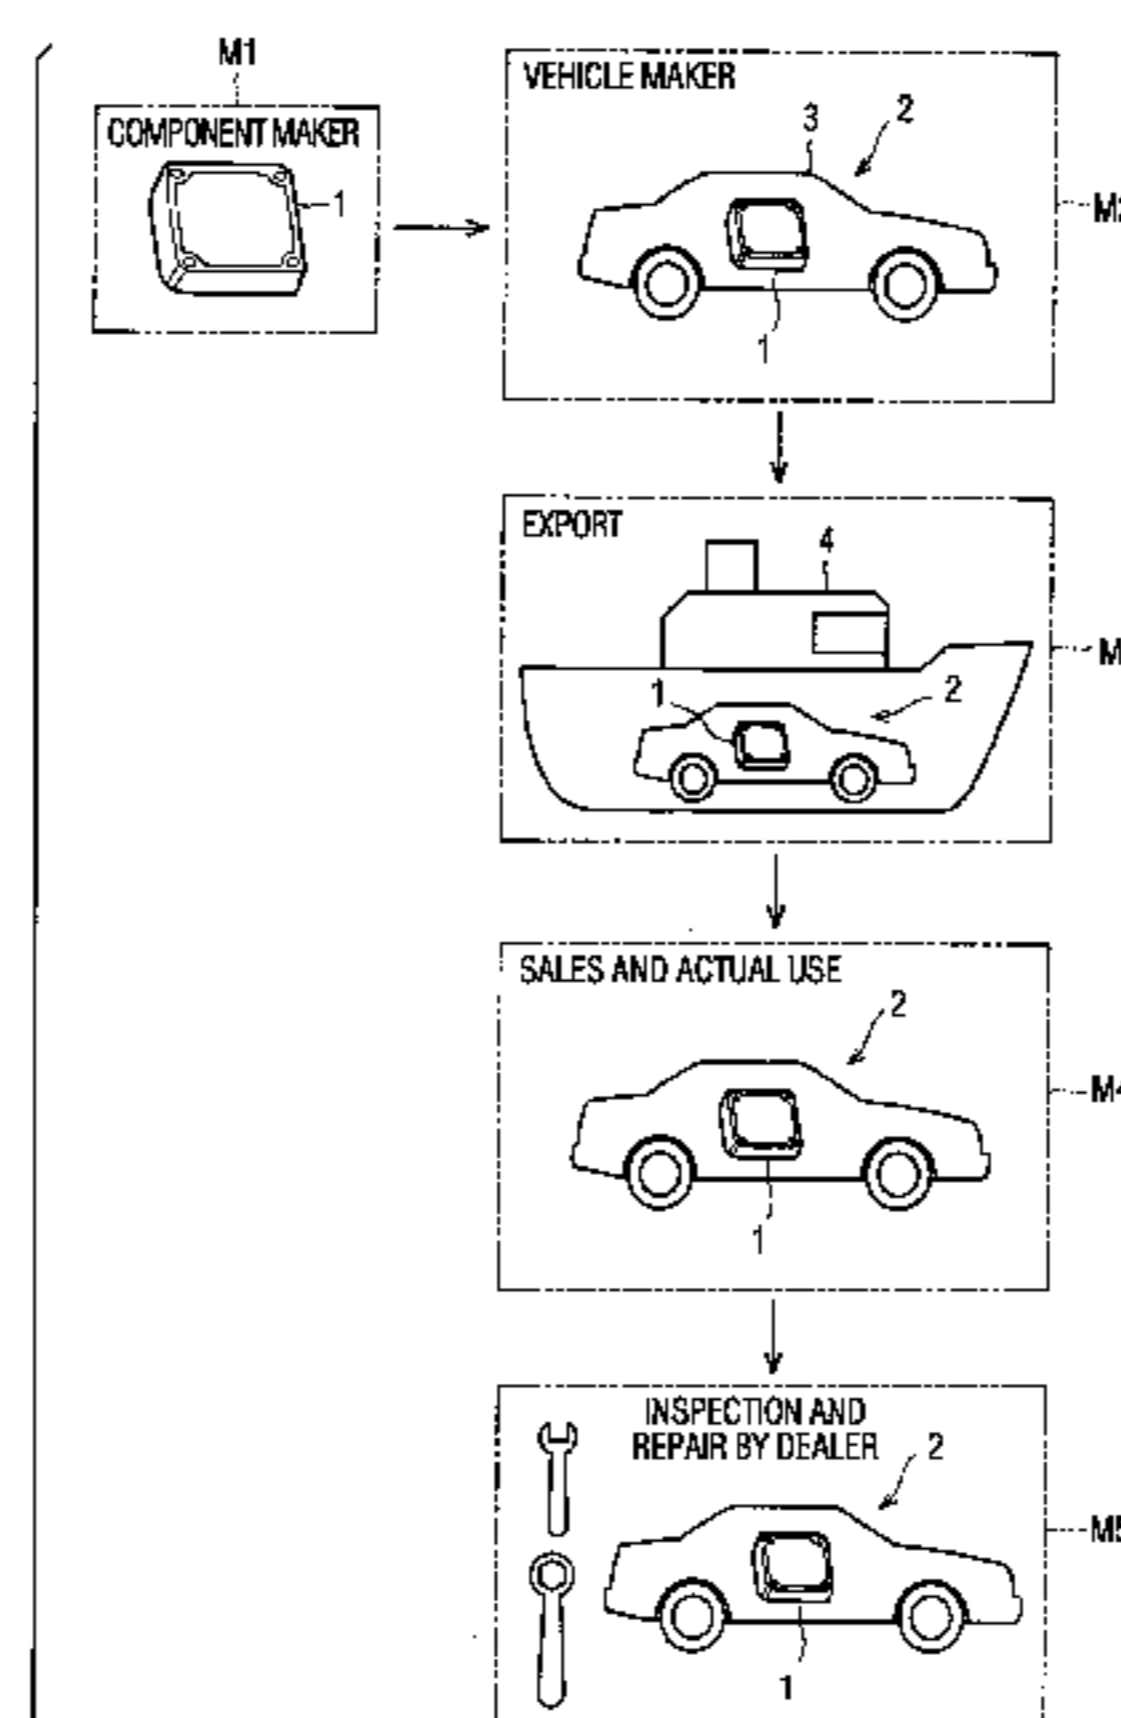 M1
COMPONENT MAKER
1
VEHICLE MAKER
3
2
1
EXPORT
4
M
1
2
SALES AND ACTUAL USE
2
1
INSPECTION AND
REPAIR BY DEALER
2
1